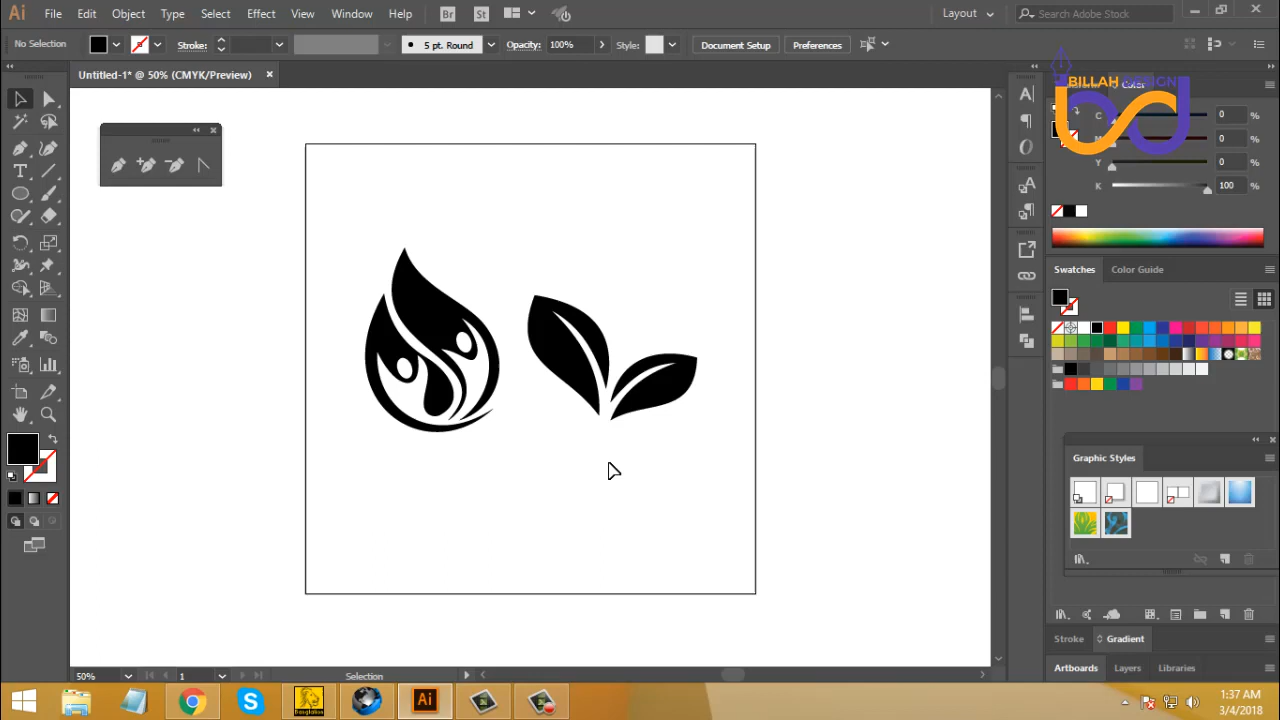 Ai File Edit Object Type Select Effect View Window Help Br St Layout Search Adobe Stock
No Selection Stroke: 5 pt. Round Opacity: 100% Style: Document Setup Preferences
Untitled-1* @ 50% (CMYK/Preview)
BILLAH DESIGN
Color
C 0 %
M 0 %
Y 0 %
K 100 %
Swatches Color Guide
Graphic Styles
Stroke Gradient
Artboards Layers Libraries
50% 1 Selection
Ai
1:37 AM
3/4/2018